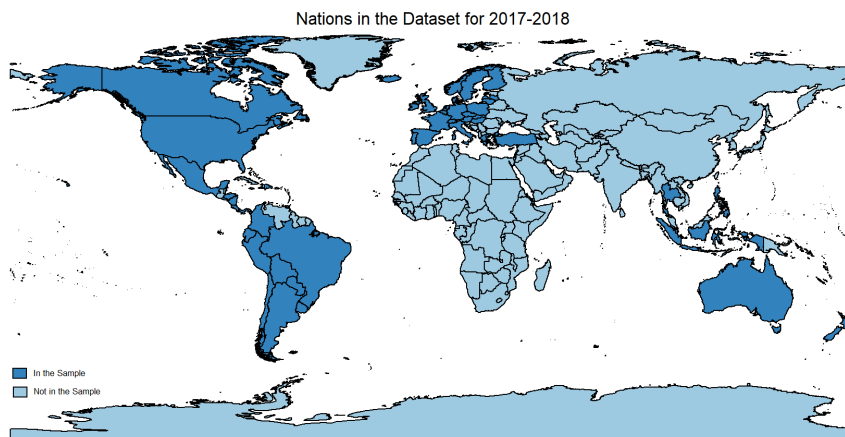 Nations in the Dataset for 2017-2018
In the Sample
Not in the Sample